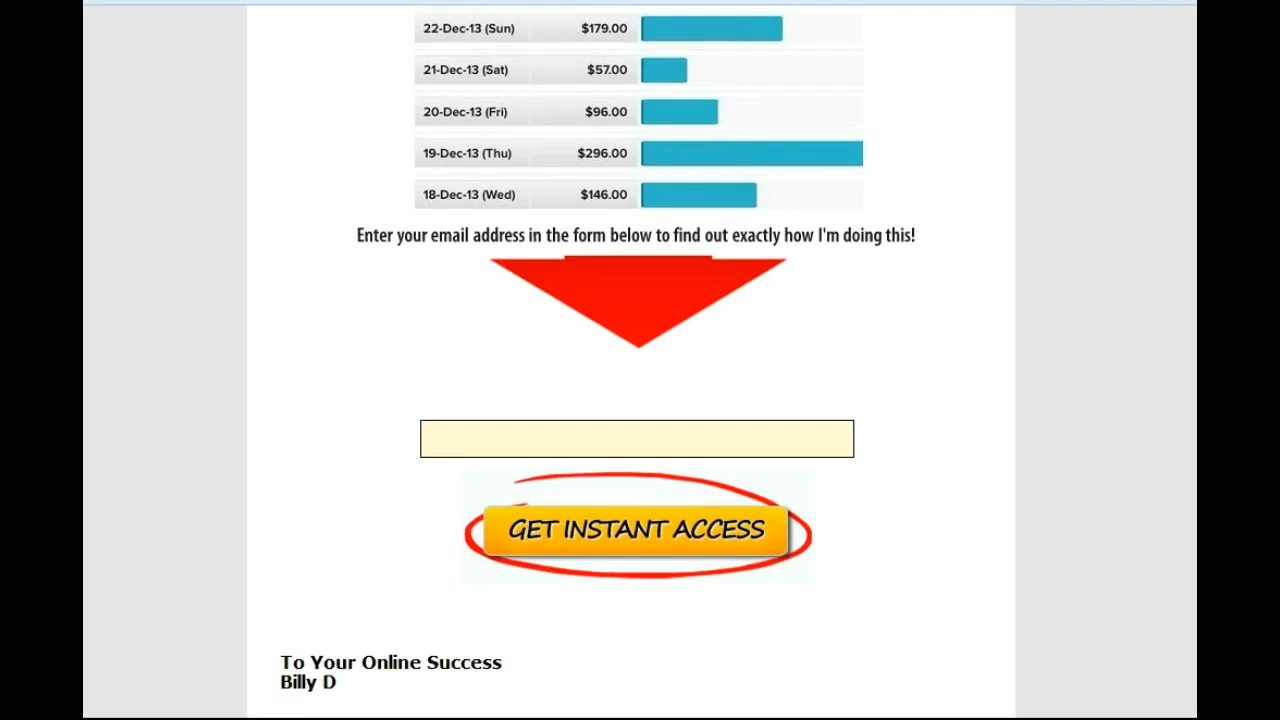 22-Dec-13 (Sun) $179.00
21-Dec-13 (Sat) $57.00
20-Dec-13 (Fri) $96.00
19-Dec-13 (Thu) $296.00
18-Dec-13 (Wed) $146.00
Enter your email address in the form below to find out exactly how I'm doing this!
GET INSTANT ACCESS
To Your Online Success
Billy D